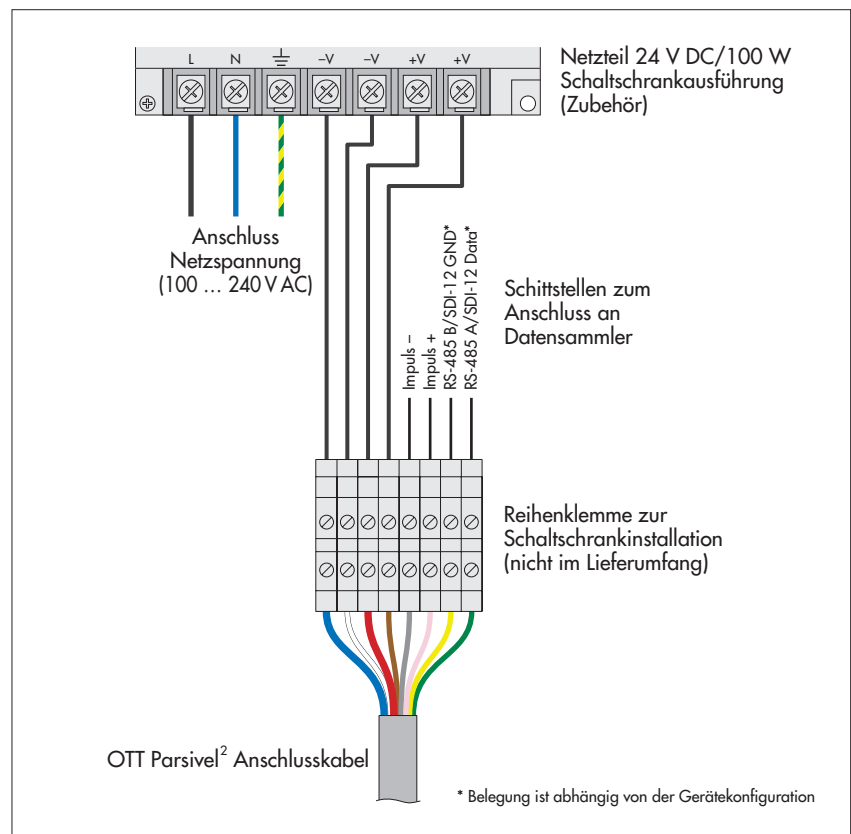 L N –V –V +V +V
Netzteil 24 V DC/100 W
Schaltschrankausführung
(Zubehör)
Anschluss
Netzspannung
(100 ... 240 V AC)
Impuls –
Impuls +
RS-485 B/SDI-12 GND*
RS-485 A/SDI-12 Data*
Schittstellen zum
Anschluss an
Datensammler
Reihenklemme zur
Schaltschrankinstallation
(nicht im Lieferumfang)
OTT Parsivel² Anschlusskabel
* Belegung ist abhängig von der Gerätekonfiguration